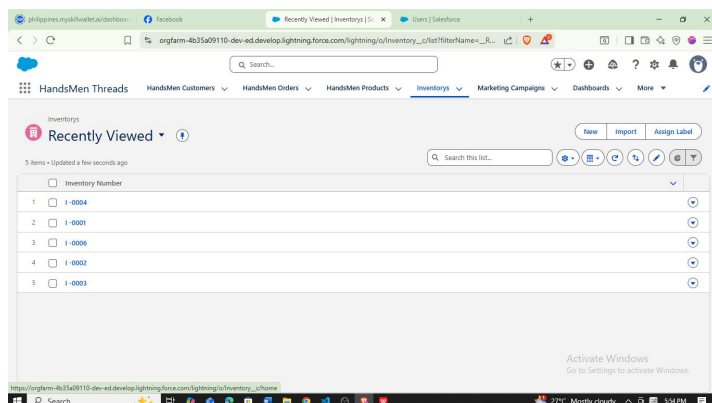 philippines.myskillwallet.ai/dashboa
Facebook
Recently Viewed | Inventorys | Sa
Users | Salesforce
orgfarm-4b35a09110-dev-ed.develop.lightning.force.com/lightning/o/Inventory__c/list?filterName=__R...
Search...
HandsMen Threads
HandsMen Customers
HandsMen Orders
HandsMen Products
Inventorys
Marketing Campaigns
Dashboards
More
Inventorys
Recently Viewed
New
Import
Assign Label
5 items • Updated a few seconds ago
Search this list...
Inventory Number
1 I -0004
2 I -0001
3 I -0006
4 I -0002
5 I -0003
Activate Windows
Go to Settings to activate Windows.
https://orgfarm-4b35a09110-dev-ed.develop.lightning.force.com/lightning/o/Inventory__c/home
Search
27°C Mostly cloudy
5:54 PM